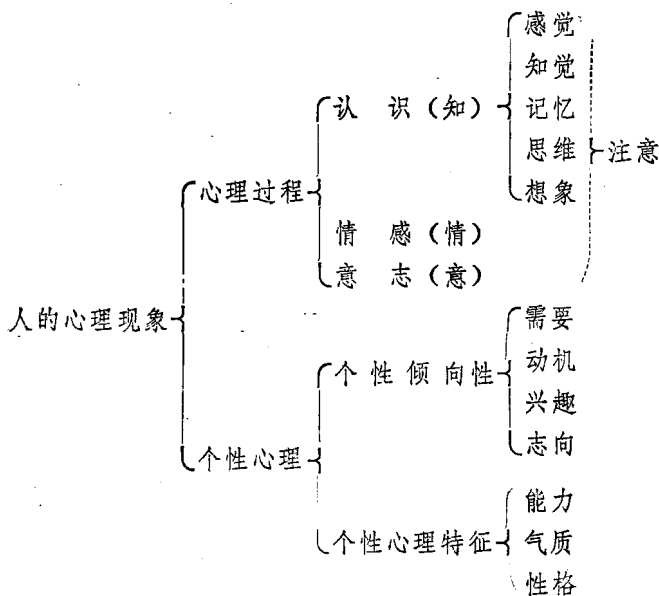 感觉
知觉
认 识（知） 记忆
思维 注意
心理过程 想象
情 感（情）
意 志（意）
人的心理现象
需要
个性倾向性 动机
兴趣
个性心理 志向
能力
个性心理特征 气质
性格